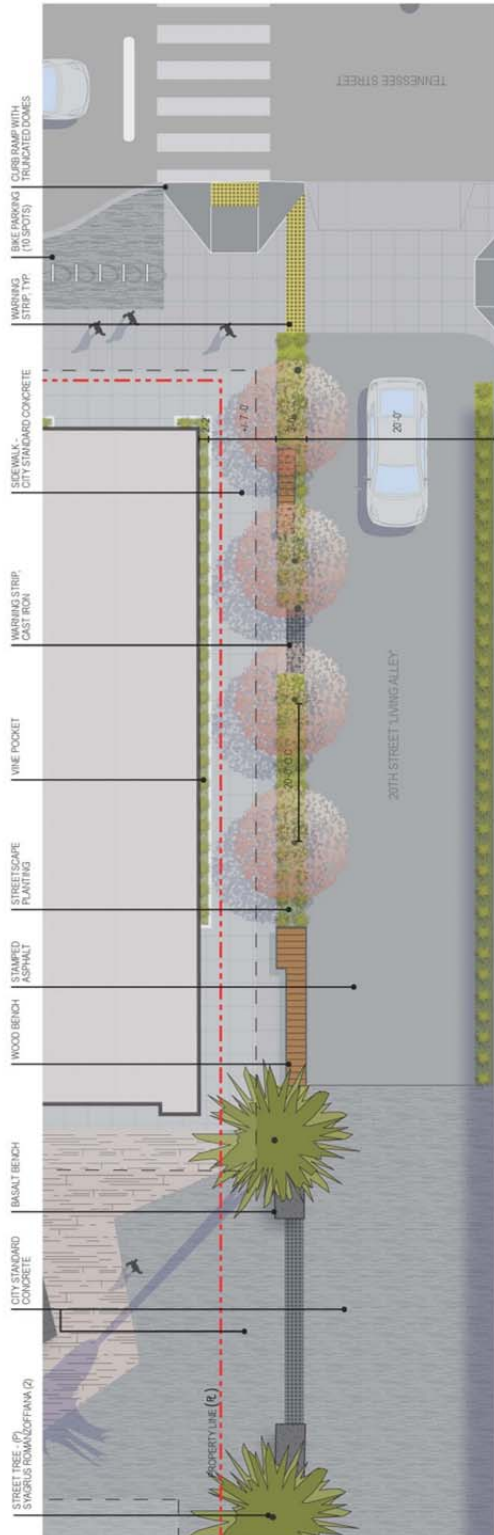 STREET TREE - (P)
SYAGRUS ROMANZOFFIANA (2)
CITY STANDARD
CONCRETE
BASALT BENCH
WOOD BENCH
STAMPED
ASPHALT
STREETSCAPE
PLANTING
VINE POCKET
WARNING STRIP,
CAST IRON
SIDEWALK -
CITY STANDARD CONCRETE
WARNING
STRIP, TYP.
BIKE PARKING
(10 SPOTS)
CURB RAMP WITH
TRUNCATED DOMES
PROPERTY LINE (PL)
20TH STREET 'LIVING ALLEY'
20'-0"
TENNESSEE STREET